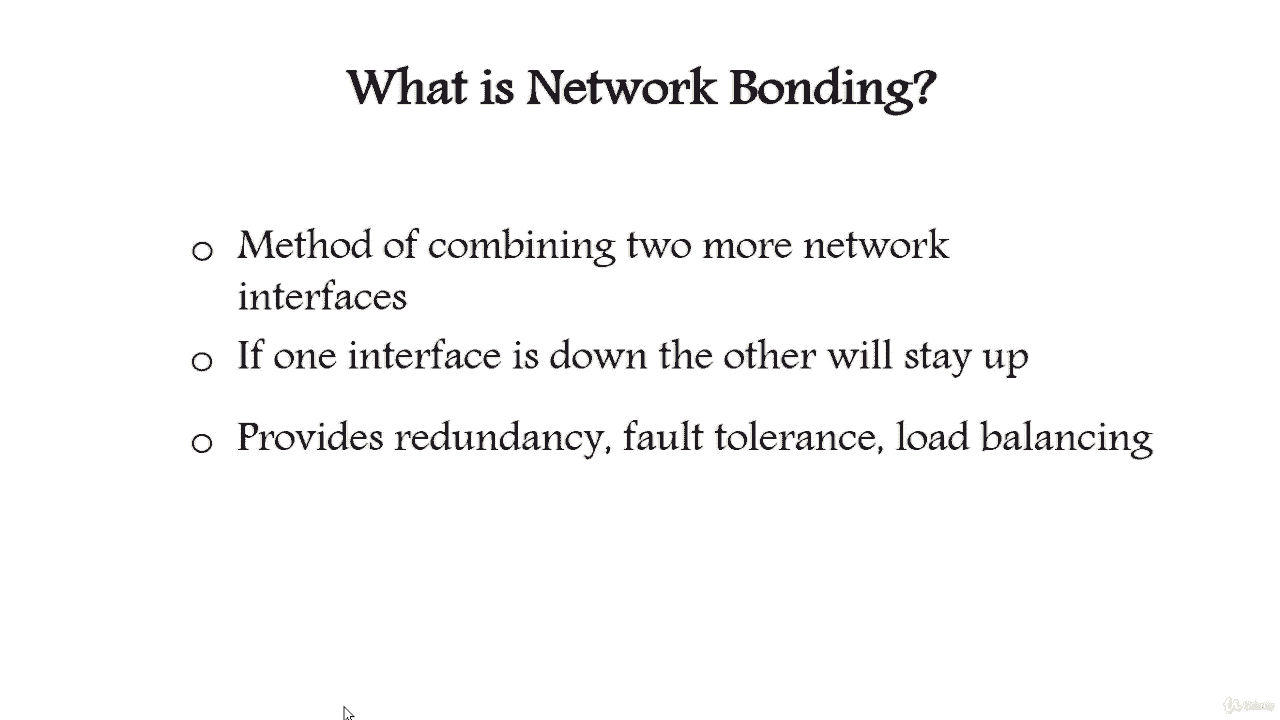 What is Network Bonding?
o Method of combining two more network
interfaces
o If one interface is down the other will stay up
o Provides redundancy, fault tolerance, load balancing